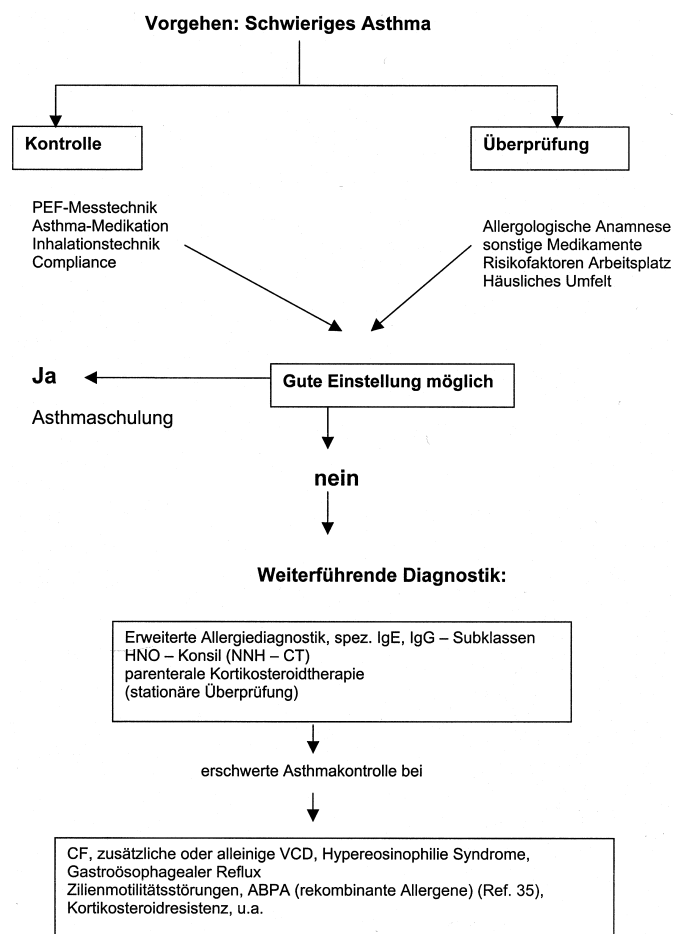 Vorgehen: Schwieriges Asthma
Kontrolle
Überprüfung
PEF-Messtechnik
Asthma-Medikation
Inhalationstechnik
Compliance
Allergologische Anamnese
sonstige Medikamente
Risikofaktoren Arbeitsplatz
Häusliches Umfelt
Ja
Gute Einstellung möglich
Asthmaschulung
nein
Weiterführende Diagnostik:
Erweiterte Allergiediagnostik, spez. IgE, IgG – Subklassen
HNO – Konsil (NNH – CT)
parenterale Kortikosteroidtherapie
(stationäre Überprüfung)
erschwerte Asthmakontrolle bei
CF, zusätzliche oder alleinige VCD, Hypereosinophilie Syndrome,
Gastroösophagealer Reflux
Zilienmotilitätsstörungen, ABPA (rekombinante Allergene) (Ref. 35),
Kortikosteroidresistenz, u.a.